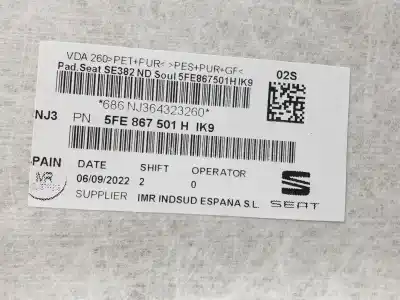 VDA 260>PET+PUR< >PES+PUR+GF<
Pad.Seat SE382 ND Soul 5FE867501H IK9
02S
*686 NJ364323260*
NJ3
PN 5FE 867 501 H IK9
PAIN
DATE SHIFT OPERATOR
06/09/2022 2 0
SUPPLIER IMR INDSUD ESPANA S.L.
SEAT